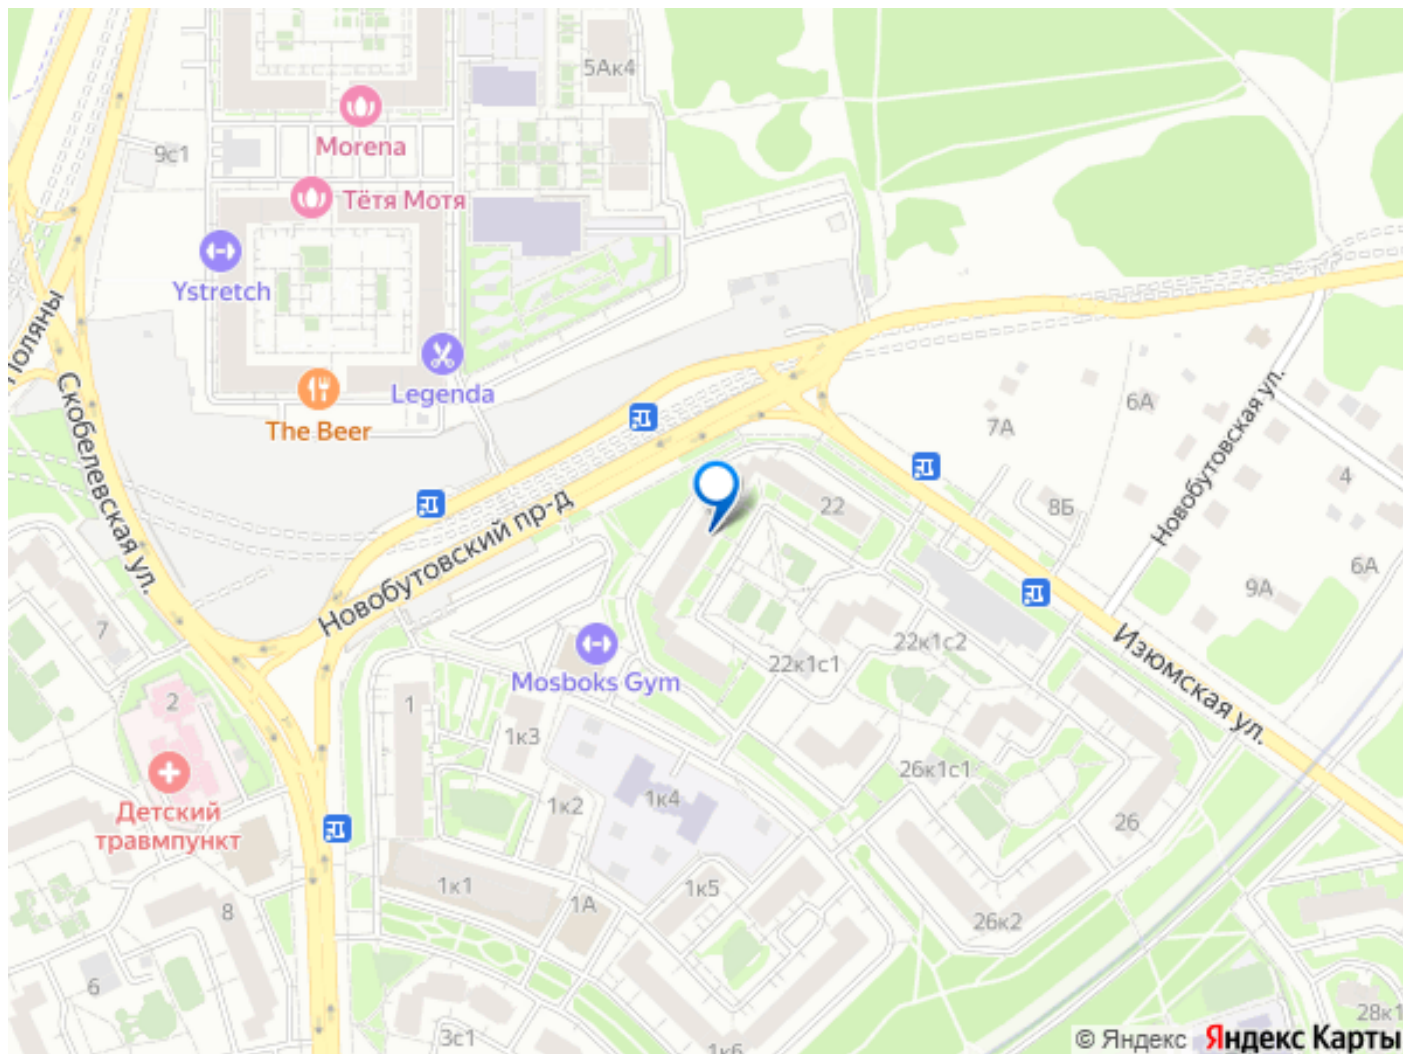 5Ак4
Morena
9с1
Тётя Мотя
Ystretch
Поляны
Legenda
The Beer
Скобелевская ул.
6А
7А
Новобутовская ул.
4
22
8Б
Новобутовский пр-д
6А
9А
7
22к1с2
22к1с1
Изюмская ул.
Mosboks Gym
2
1
1к3
26к1с1
1к4
1к2
Детский
травмпункт
26
1к1
1к5
1А
8
26к2
6
3с1
1к6
28к1
© Яндекс Яндекс Карты